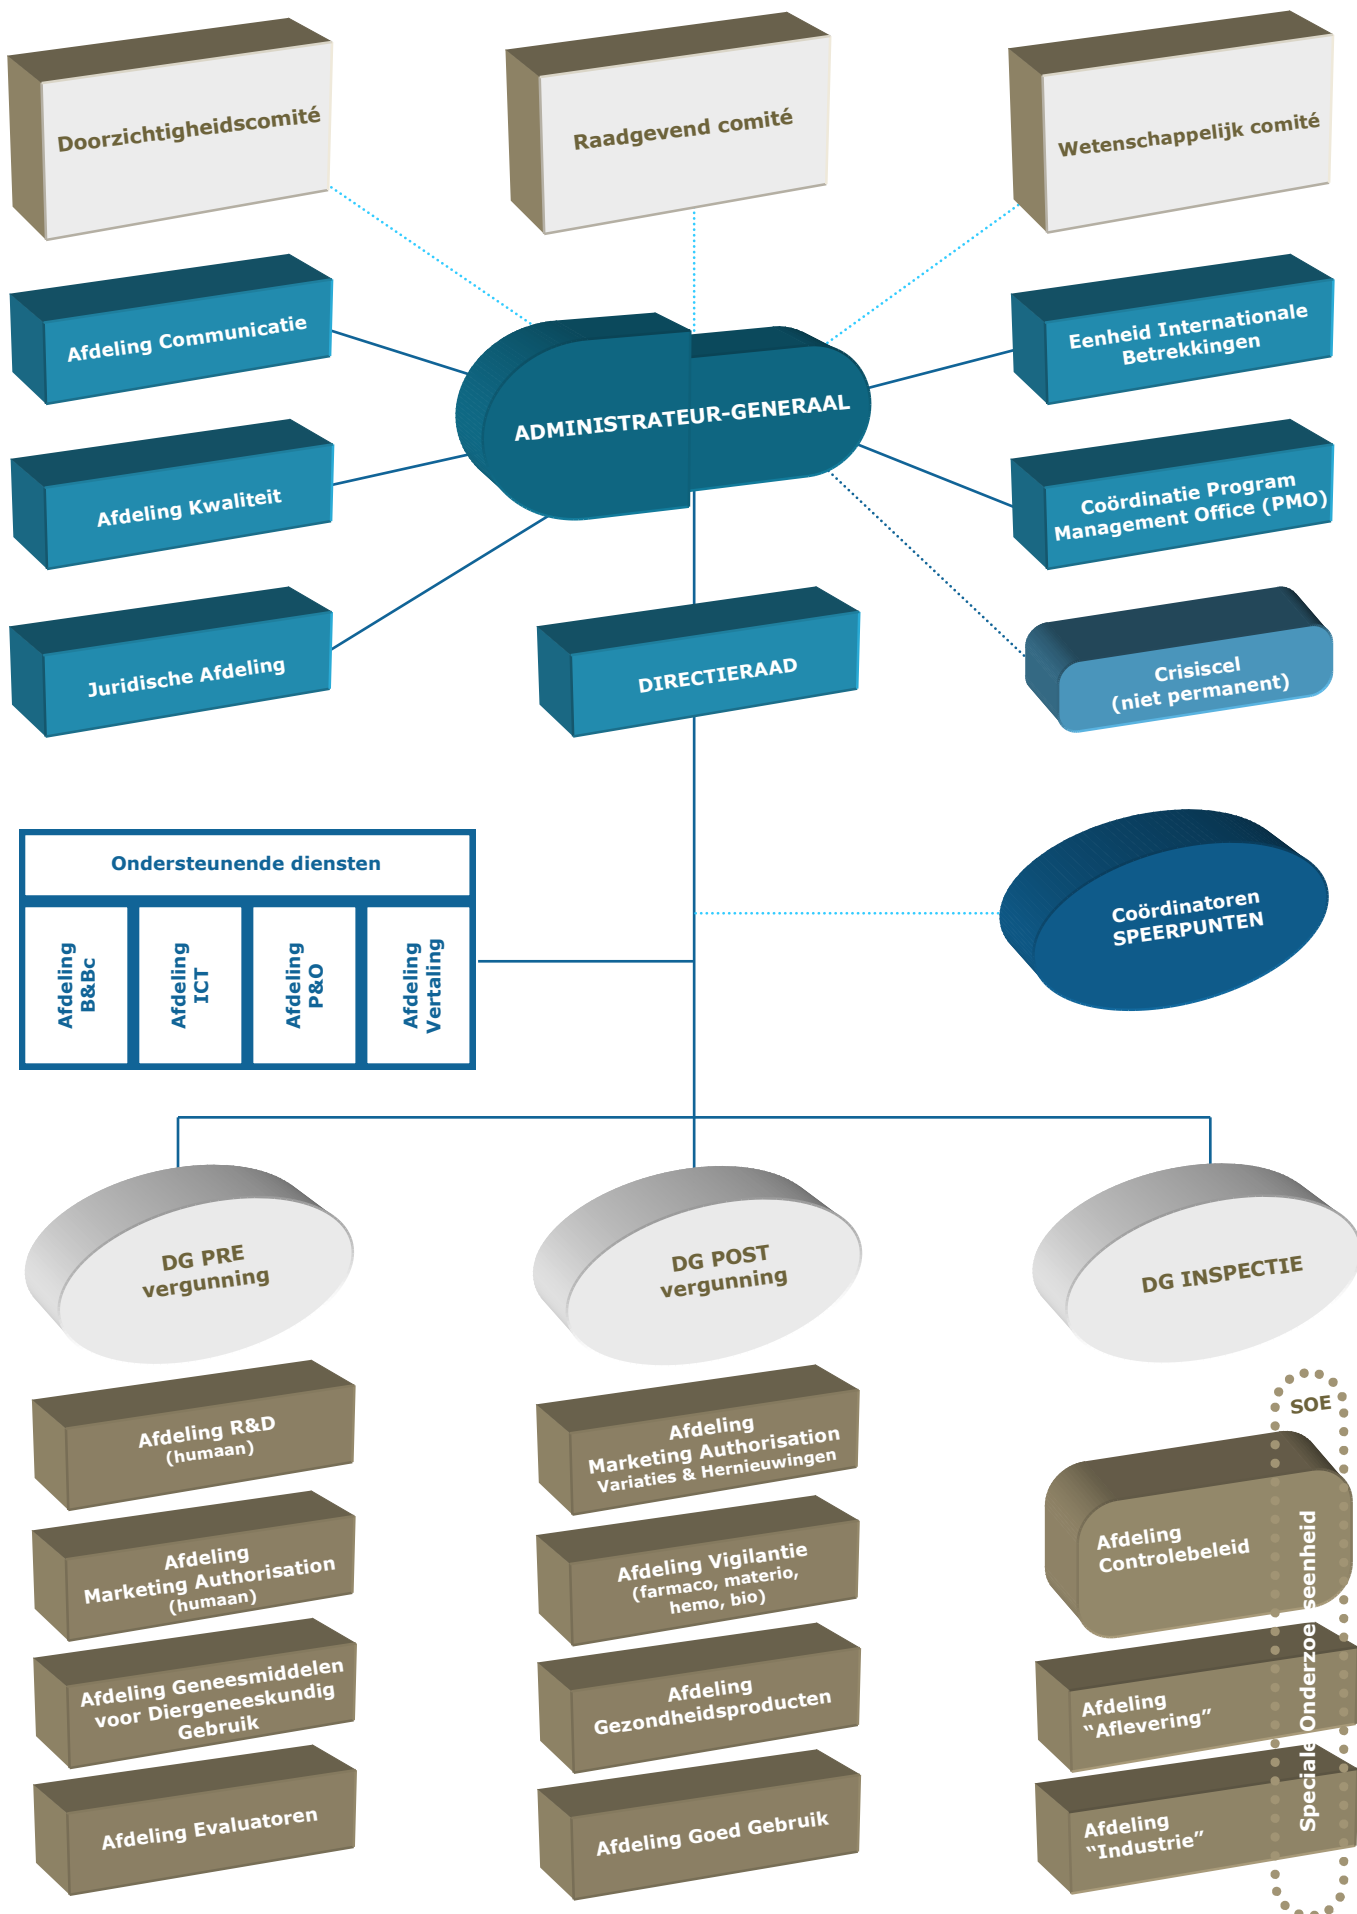 Doorzichtigheidscomité
Raadgevend comité
Wetenschappelijk comité
Afdeling Communicatie
Eenheid Internationale
Betrekkingen
ADMINISTRATEUR-GENERAAL
Afdeling Kwaliteit
Coördinatie Program
Management Office (PMO)
Juridische Afdeling
DIRECTIERAAD
Crisiscel
(niet permanent)
Ondersteunende diensten
Afdeling
B&Bc
Afdeling
ICT
Afdeling
P&O
Afdeling
Vertaling
Coördinatoren
SPEERPUNTEN
DG PRE
vergunning
DG POST
vergunning
DG INSPECTIE
Afdeling R&D
(humaan)
Afdeling
Marketing Authorisation
(humaan)
Afdeling Geneesmiddelen
voor Diergeneeskundig
Gebruik
Afdeling Evaluatoren
Afdeling
Marketing Authorisation
Variaties & Hernieuwingen
Afdeling Vigilantie
(farmaco, materio,
hemo, bio)
Afdeling
Gezondheidsproducten
Afdeling Goed Gebruik
SOE
Afdeling
Controlebeleid
Afdeling
“Aflevering”
Afdeling
“Industrie”
Speciale Onderzoekseenheid